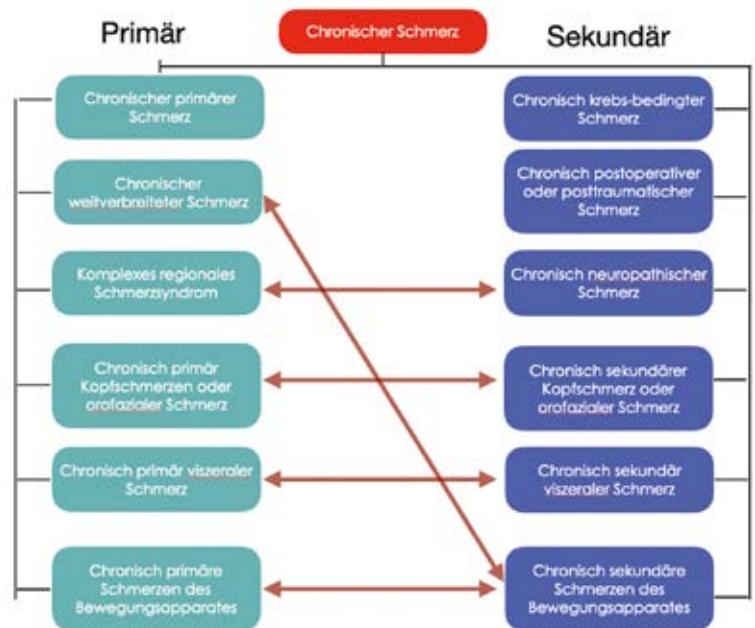 Primär
Chronischer Schmerz
Sekundär
Chronischer primärer
Schmerz
Chronisch krebs-bedingter
Schmerz
Chronischer
weitverbreiteter Schmerz
Chronisch postoperativer
oder posttraumatischer
Schmerz
Komplexes regionales
Schmerzsyndrom
Chronisch neuropathischer
Schmerz
Chronisch primär
Kopfschmerzen oder
orofazialer Schmerz
Chronisch sekundärer
Kopfschmerz oder
orofazialer Schmerz
Chronisch primär viszeraler
Schmerz
Chronisch sekundär
viszeraler Schmerz
Chronisch primäre
Schmerzen des
Bewegungsapparates
Chronisch sekundäre
Schmerzen des
Bewegungsapparates